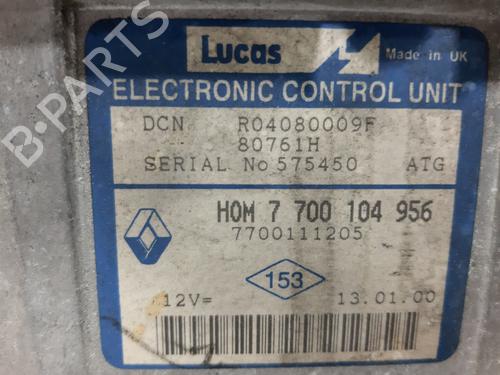 Lucas
Made in UK
ELECTRONIC CONTROL UNIT
DCN R04080009F
80761H
SERIAL No 575450 ATG
HOM 7 700 104 956
7700111205
153
12V= 13.01.00
B-PARTS